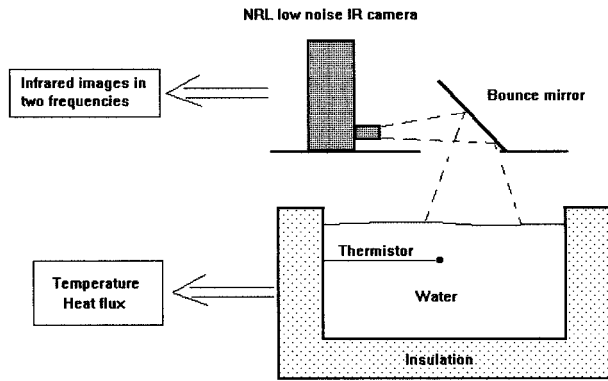 NRL low noise IR camera
Infrared images in
two frequencies
Bounce mirror
Thermistor
Temperature
Heat flux
Water
Insulation